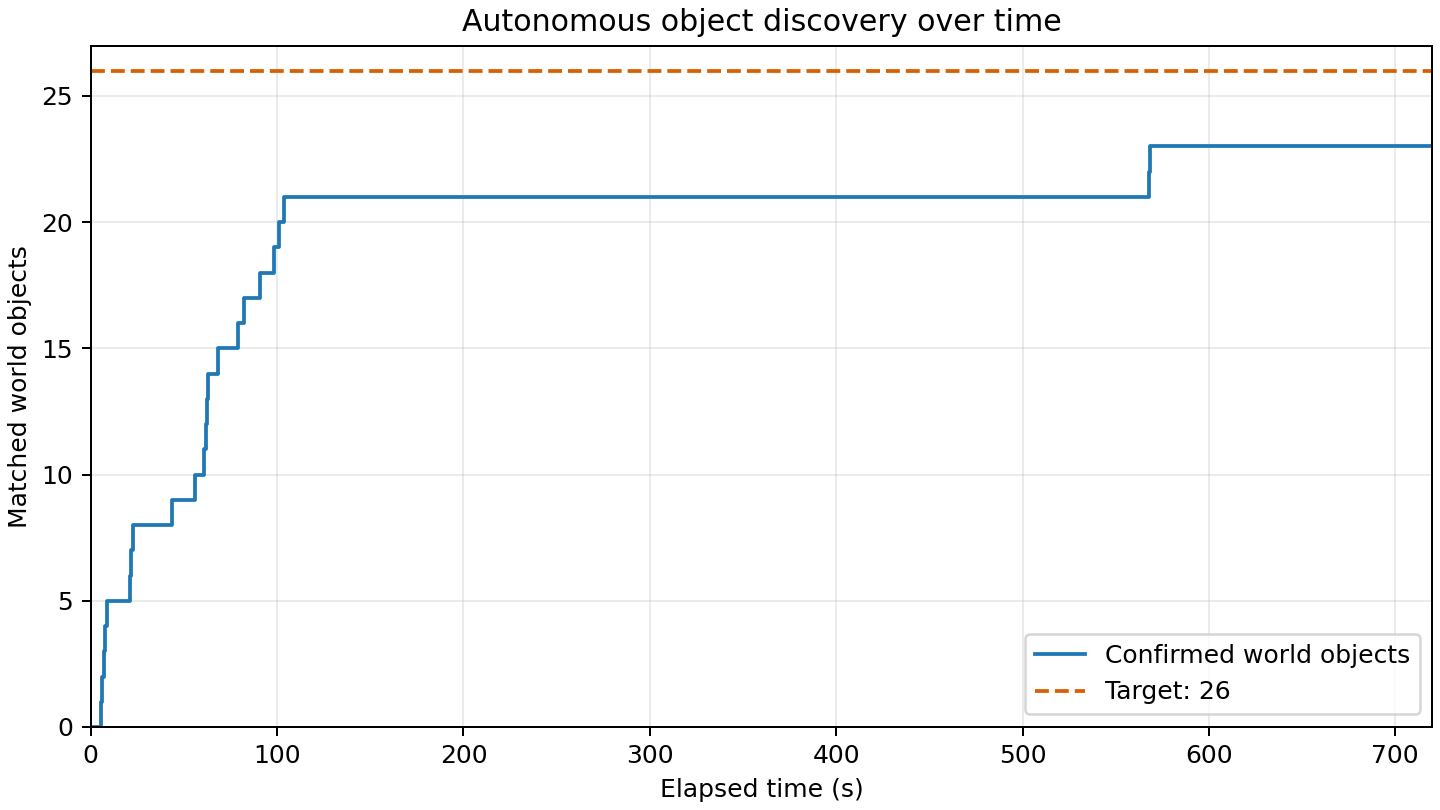 Autonomous object discovery over time
Matched world objects
25
20
15
10
5
0
0 100 200 300 400 500 600 700
Elapsed time (s)
Confirmed world objects
Target: 26